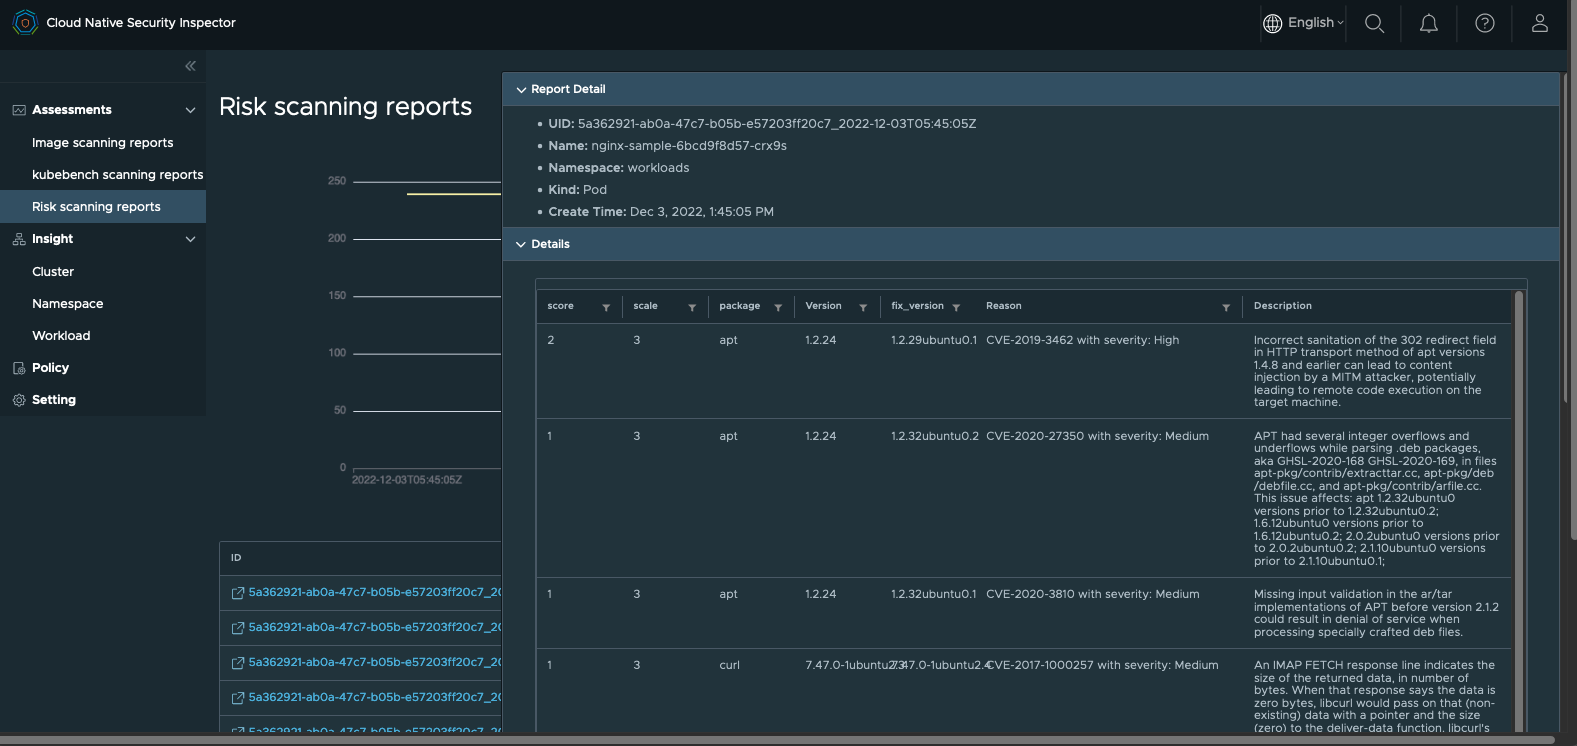 Cloud Native Security Inspector
English
Assessments
Image scanning reports
kubebench scanning reports
Risk scanning reports
Insight
Cluster
Namespace
Workload
Policy
Setting
Risk scanning reports
250
200
150
100
50
0
2022-12-03T05:45:05Z
ID
5a362921-ab0a-47c7-b05b-e57203ff20c7_20
5a362921-ab0a-47c7-b05b-e57203ff20c7_20
5a362921-ab0a-47c7-b05b-e57203ff20c7_20
5a362921-ab0a-47c7-b05b-e57203ff20c7_20
5a362921-ab0a-47c7-b05b-e57203ff20c7_20
Report Detail
UID: 5a362921-ab0a-47c7-b05b-e57203ff20c7_2022-12-03T05:45:05Z
Name: nginx-sample-6bcd9f8d57-crx9s
Namespace: workloads
Kind: Pod
Create Time: Dec 3, 2022, 1:45:05 PM
Details
score scale package Version fix_version Reason Description
2 3 apt 1.2.24 1.2.29ubuntu0.1 CVE-2019-3462 with severity: High
Incorrect sanitation of the 302 redirect field
in HTTP transport method of apt versions
1.4.8 and earlier can lead to content
injection by a MITM attacker, potentially
leading to remote code execution on the
target machine.
1 3 apt 1.2.24 1.2.32ubuntu0.2 CVE-2020-27350 with severity: Medium
APT had several integer overflows and
underflows while parsing .deb packages,
aka GHSL-2020-168 GHSL-2020-169, in files
apt-pkg/contrib/extracttar.cc, apt-pkg/deb
/debfile.cc, and apt-pkg/contrib/arfile.cc.
This issue affects: apt 1.2.32ubuntu0
versions prior to 1.2.32ubuntu0.2;
1.6.12ubuntu0 versions prior to
1.6.12ubuntu0.2; 2.0.2ubuntu0 versions prior
to 2.0.2ubuntu0.2; 2.1.10ubuntu0 versions
prior to 2.1.10ubuntu0.1;
1 3 apt 1.2.24 1.2.32ubuntu0.1 CVE-2020-3810 with severity: Medium
Missing input validation in the ar/tar
implementations of APT before version 2.1.2
could result in denial of service when
processing specially crafted deb files.
1 3 curl 7.47.0-1ubuntu2.3 7.47.0-1ubuntu2.4 CVE-2017-1000257 with severity: Medium
An IMAP FETCH response line indicates the
size of the returned data, in number of
bytes. When that response says the data is
zero bytes, libcurl would pass on that (non-
existing) data with a pointer and the size
(zero) to the deliver-data function. libcurl's